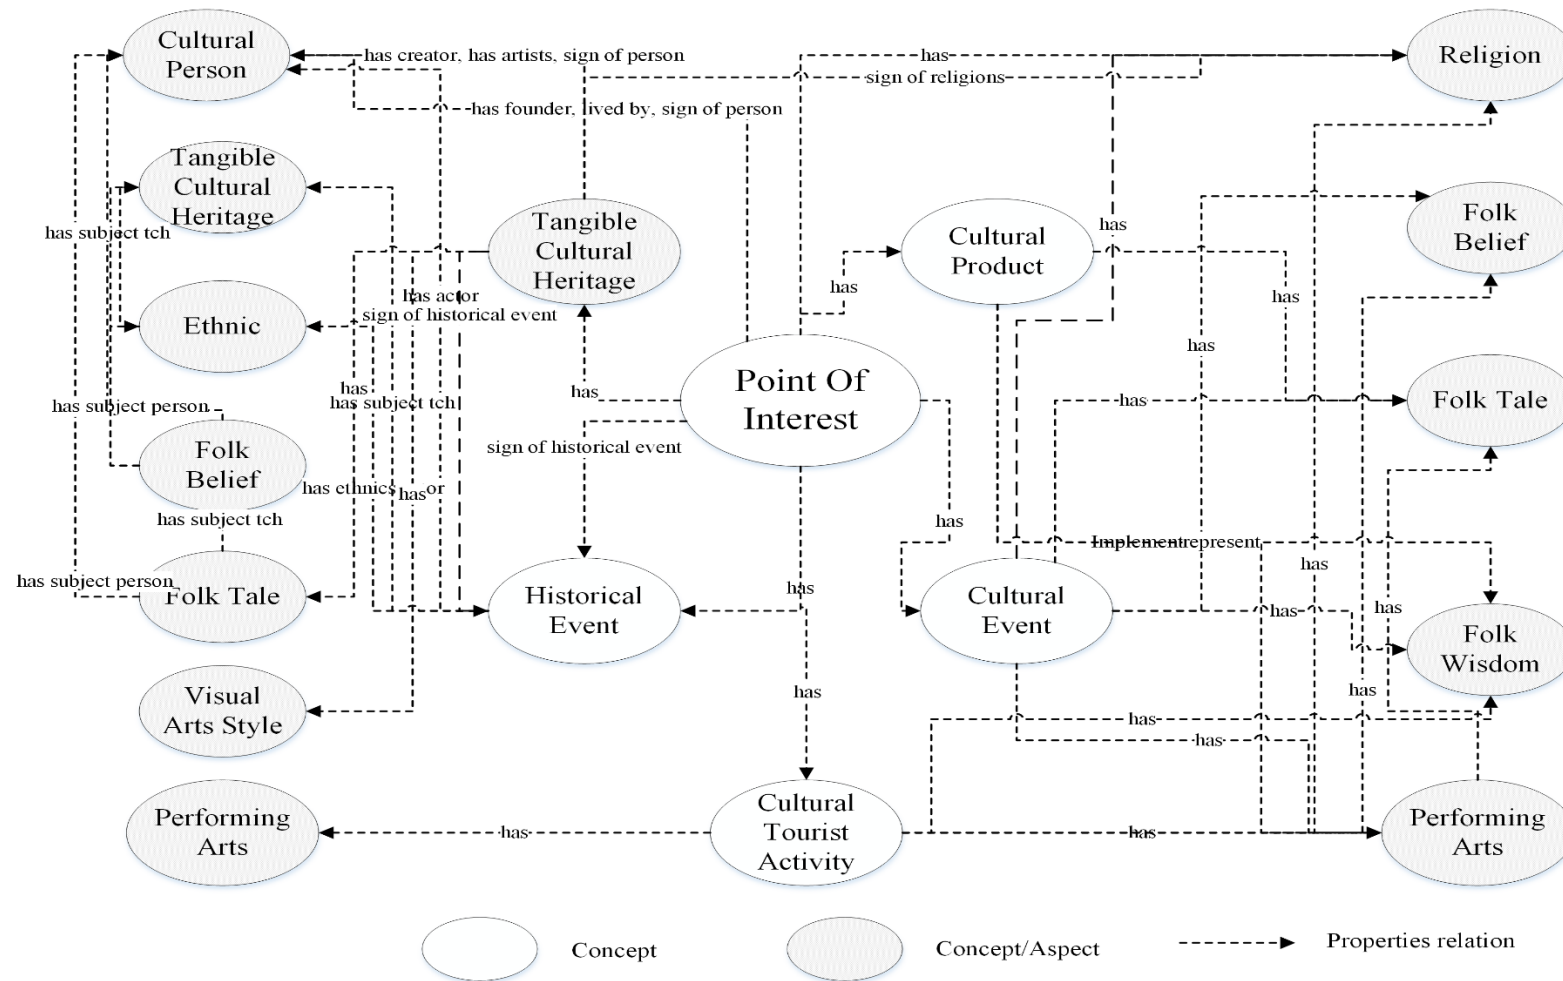 Cultural
Person
has creator, has artists, sign of person
has
Religion
sign of religions
has founder, lived by, sign of person
Tangible
Cultural
Heritage
has subject tch
Tangible
Cultural
Heritage
Cultural
Product
has
Folk
Belief
has
has actor
sign of historical event
Ethnic
has
has
Point Of
Interest
has
has
has subject tch
has
Folk Tale
has subject person
sign of historical event
Folk
Belief
has ethnics
has
or
has subject tch
has
Implement
represent
has subject person
Folk Tale
has
Historical
Event
Cultural
Event
has
has
has
Folk
Wisdom
has
has
Visual
Arts Style
has
has
Performing
Arts
has
Cultural
Tourist
Activity
has
Performing
Arts
Concept
Concept/Aspect
Properties relation